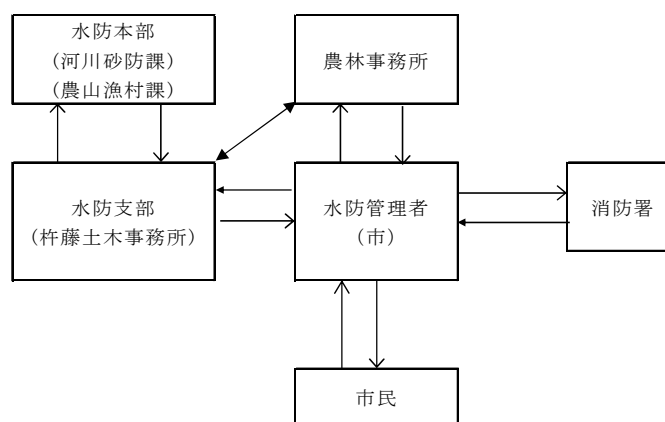 水防本部
(河川砂防課)
(農山漁村課)
農林事務所
水防支部
(杵藤土木事務所)
水防管理者
(市)
消防署
市民